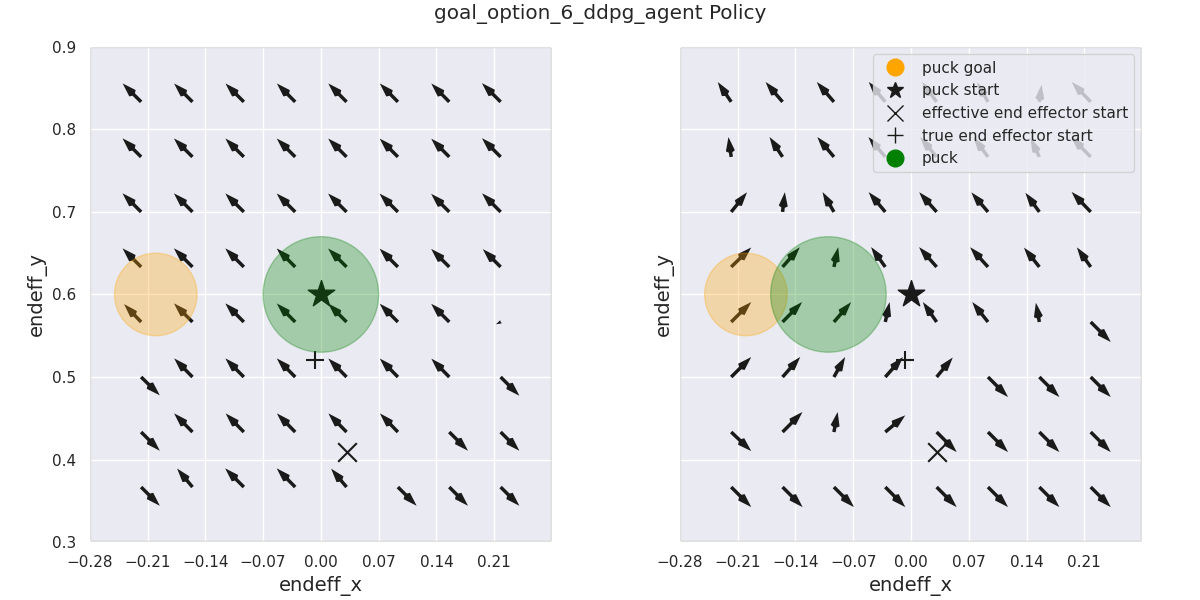 goal_option_6_ddpg_agent Policy
0.9
0.8
0.7
0.6
0.5
0.4
0.3
endeff_y
−0.28 −0.21 −0.14 −0.07 0.00 0.07 0.14 0.21
endeff_x
endeff_y
puck goal
puck start
effective end effector start
true end effector start
puck
−0.28 −0.21 −0.14 −0.07 0.00 0.07 0.14 0.21
endeff_x